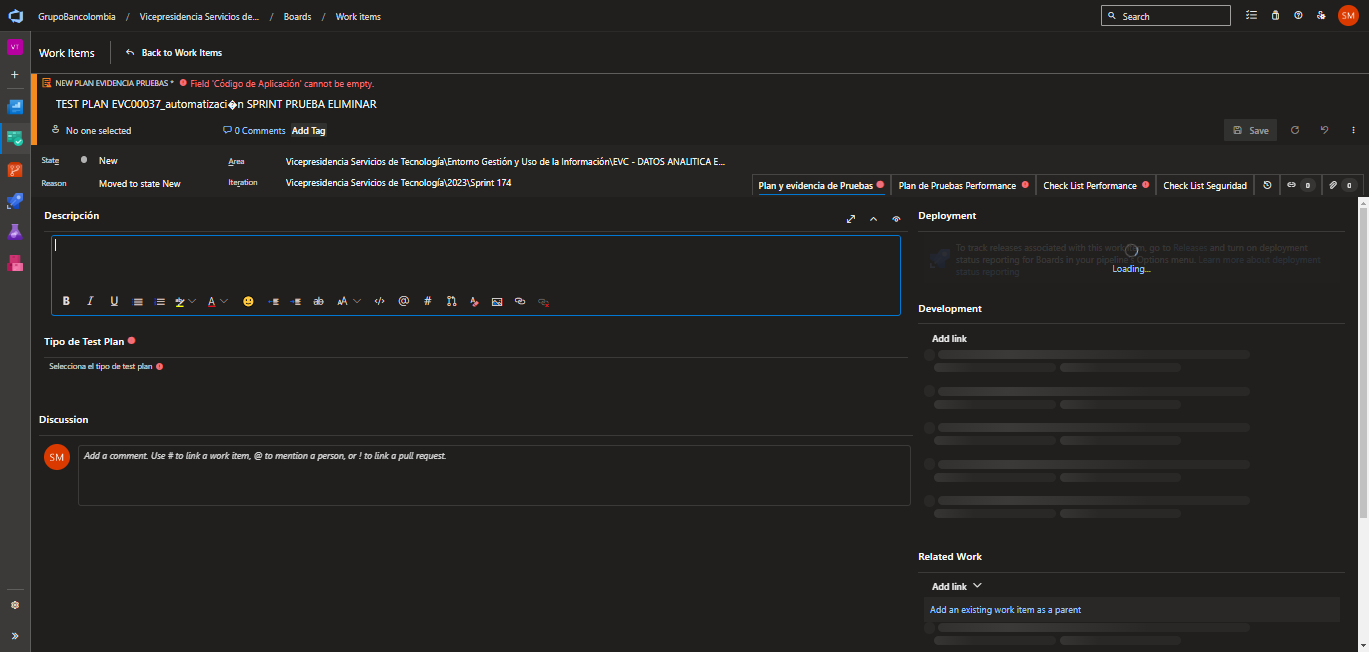 GrupoBancolombia / Vicepresidencia Servicios de... / Boards / Work items
Search
SM
VT
Work Items
Back to Work Items
NEW PLAN EVIDENCIA PRUEBAS * Field 'Código de Aplicación' cannot be empty.
TEST PLAN EVC00037_automatizaci�n SPRINT PRUEBA ELIMINAR
No one selected
0 Comments
Add Tag
Save
State
New
Area
Vicepresidencia Servicios de Tecnología\Entorno Gestión y Uso de la Información\EVC - DATOS ANALITICA E...
Reason
Moved to state New
Iteration
Vicepresidencia Servicios de Tecnología\2023\Sprint 174
Plan y evidencia de Pruebas
Plan de Pruebas Performance
Check List Performance
Check List Seguridad
0
0
Descripción
Tipo de Test Plan
Selecciona el tipo de test plan
Discussion
SM
Add a comment. Use # to link a work item, @ to mention a person, or ! to link a pull request.
Deployment
To track releases associated with this work item, go to Releases and turn on deployment
status reporting for Boards in your pipeline's Options menu. Learn more about deployment
status reporting
Loading...
Development
Add link
Related Work
Add link
Add an existing work item as a parent